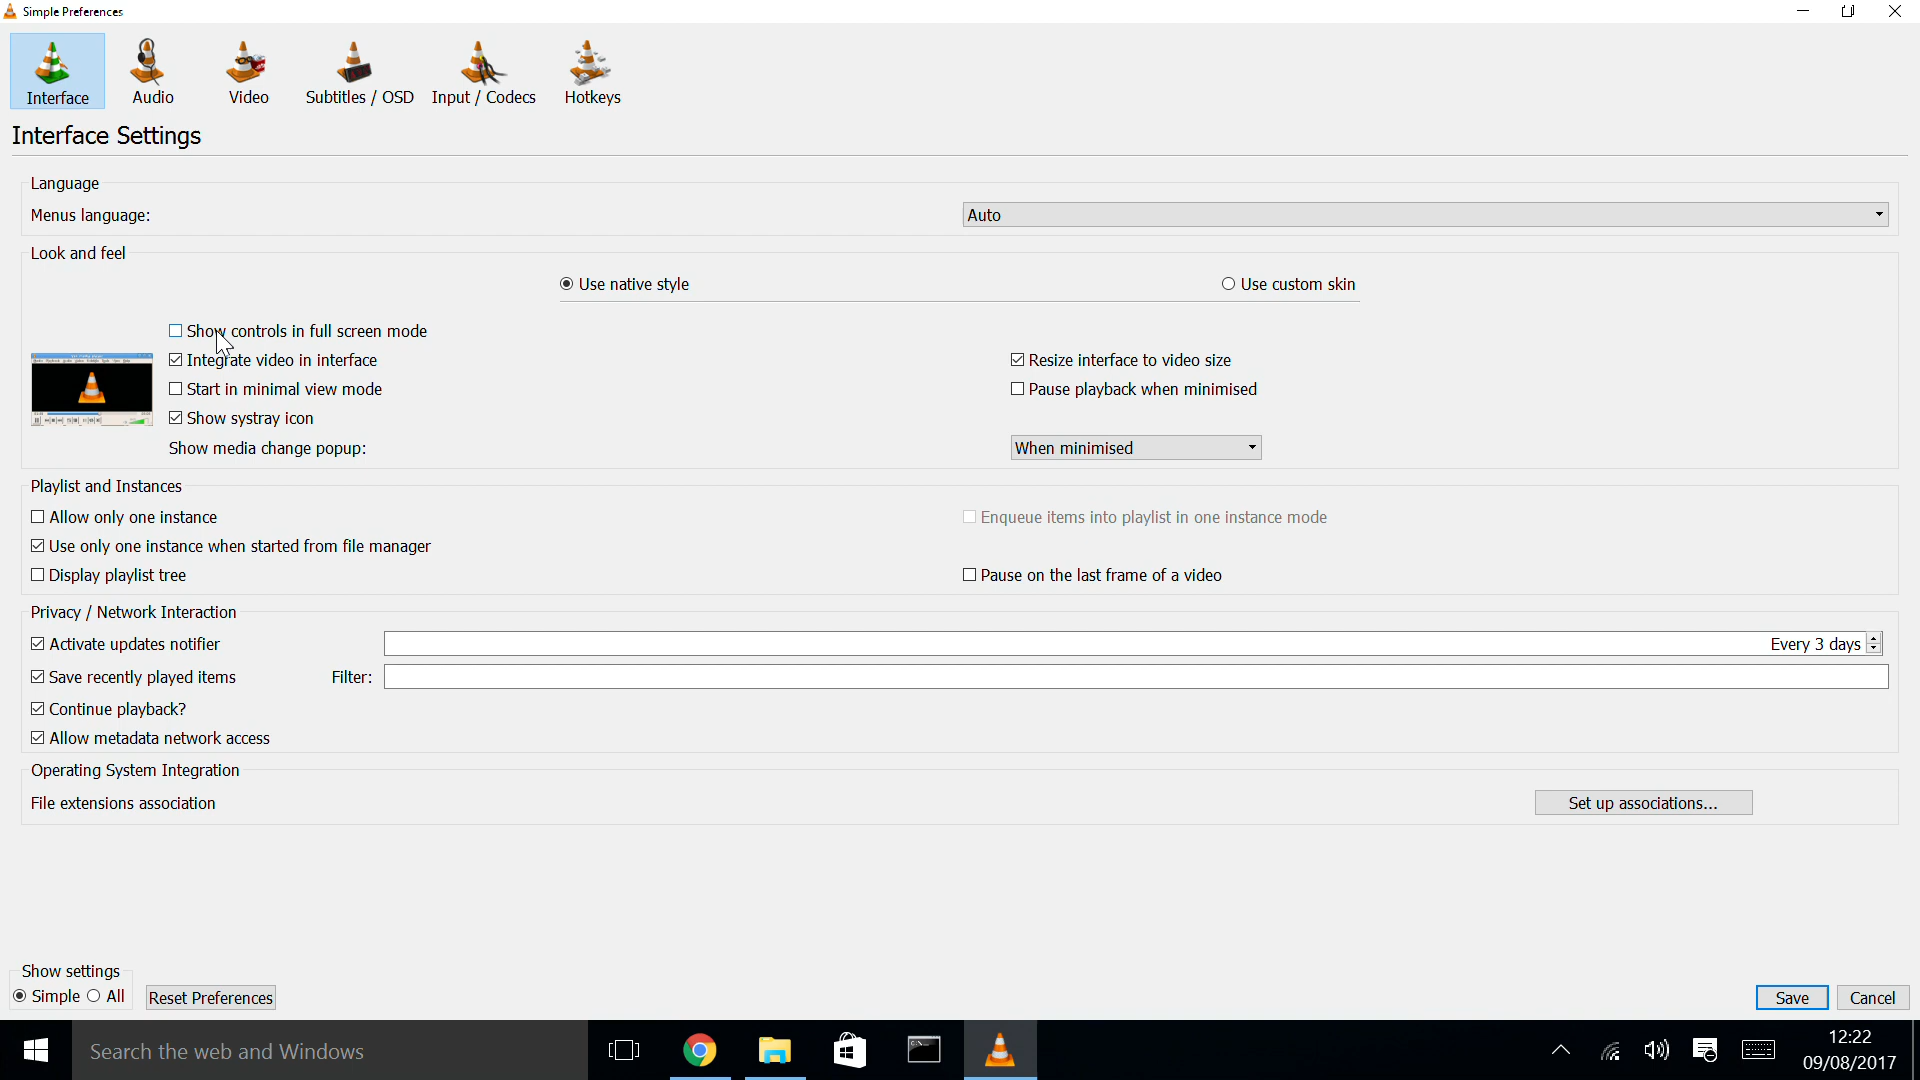 Simple Preferences
Interface Audio Video Subtitles / OSD Input / Codecs Hotkeys
Interface Settings
Language
Menus language: Auto
Look and feel
Use native style Use custom skin
Show controls in full screen mode
Integrate video in interface Resize interface to video size
Start in minimal view mode Pause playback when minimised
Show systray icon
Show media change popup: When minimised
Playlist and Instances
Allow only one instance Enqueue items into playlist in one instance mode
Use only one instance when started from file manager
Display playlist tree Pause on the last frame of a video
Privacy / Network Interaction
Activate updates notifier Every 3 days
Save recently played items Filter:
Continue playback?
Allow metadata network access
Operating System Integration
File extensions association Set up associations...
Show settings
Simple All Reset Preferences Save Cancel
Search the web and Windows
12:22
09/08/2017